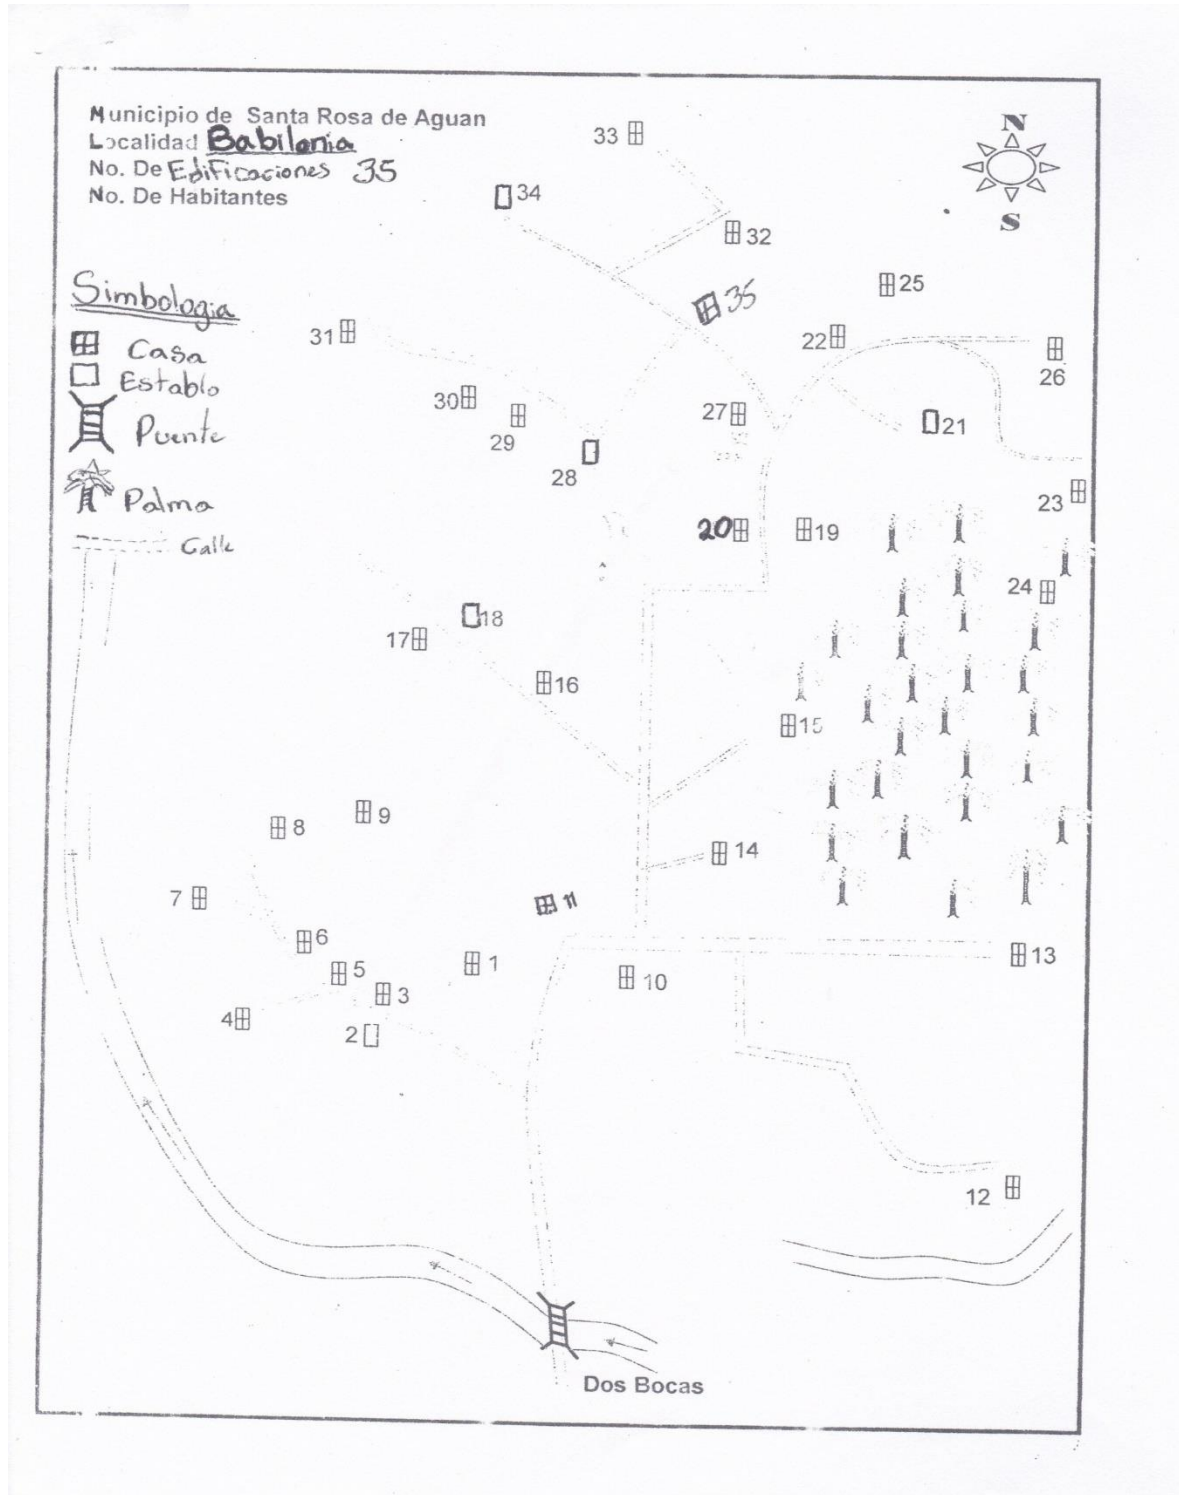 Municipio de Santa Rosa de Aguan
Localidad Babilonia
No. De Edificaciones 35
No. De Habitantes
N
S
33
34
32
25
35
Simbologia
31
22
26
Casa
Establo
30
29
27
21
Puente
28
23
Palma
20
19
Calle
24
18
17
16
15
9
8
14
7
11
6
5
1
13
10
3
4
2
12
Dos Bocas